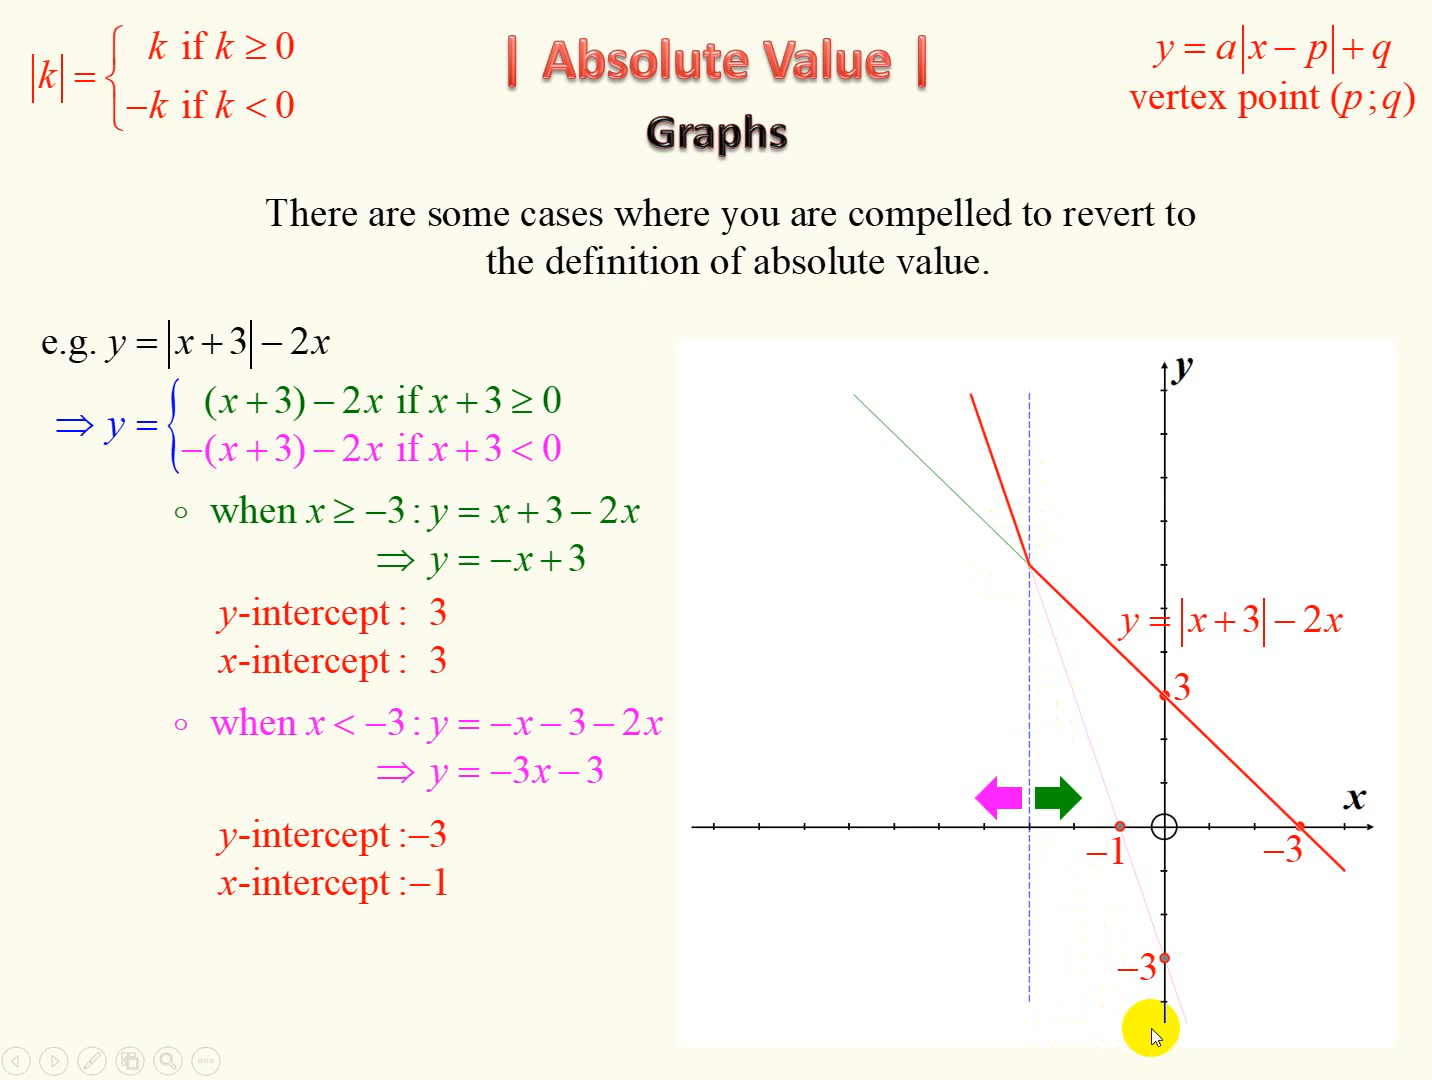 |k| = { k if k ≥ 0
−k if k < 0
| Absolute Value |
Graphs
y = a|x − p| + q
vertex point (p ; q)
There are some cases where you are compelled to revert to
the definition of absolute value.
e.g. y = |x + 3| − 2x
⇒ y = { (x + 3) − 2x if x + 3 ≥ 0
−(x + 3) − 2x if x + 3 < 0
∘ when x ≥ −3 : y = x + 3 − 2x
⇒ y = −x + 3
y-intercept : 3
x-intercept : 3
∘ when x < −3 : y = −x − 3 − 2x
⇒ y = −3x − 3
y-intercept :−3
x-intercept :−1
y
y = |x + 3| − 2x
3
x
−1
−3
−3